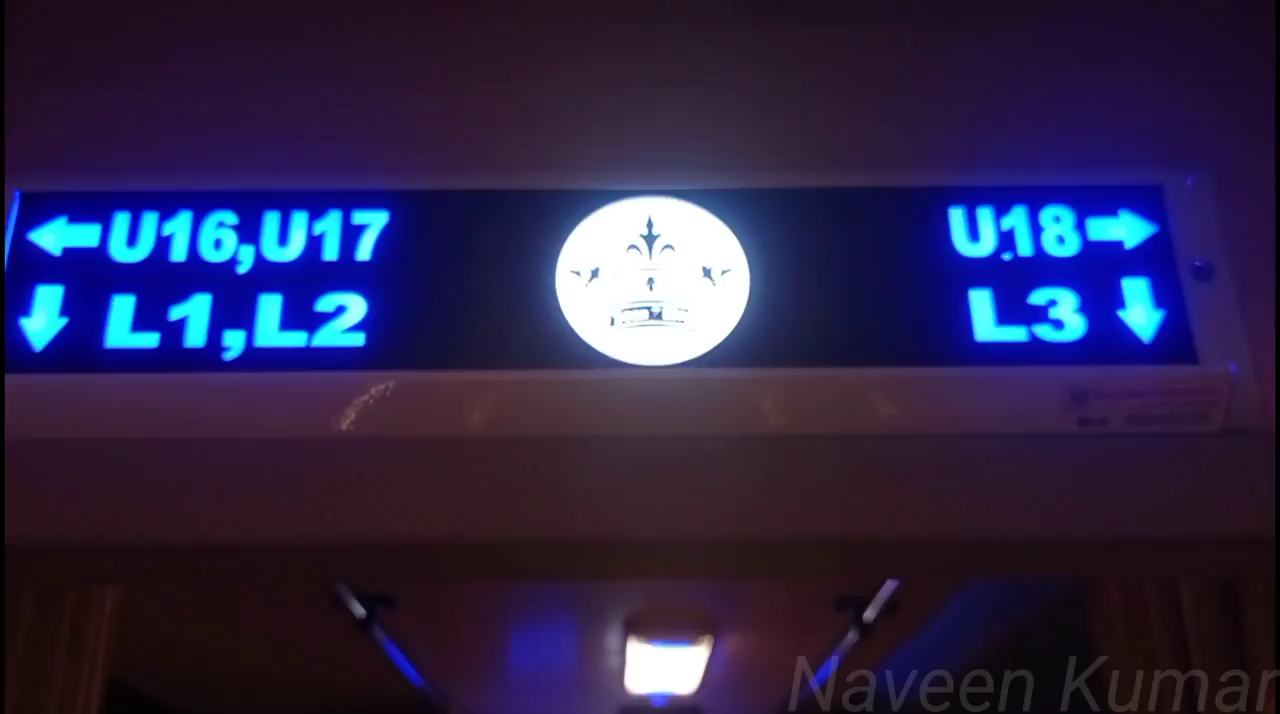 ←U16,U17
U18→
↓ L1,L2
L3 ↓
Naveen Kumar